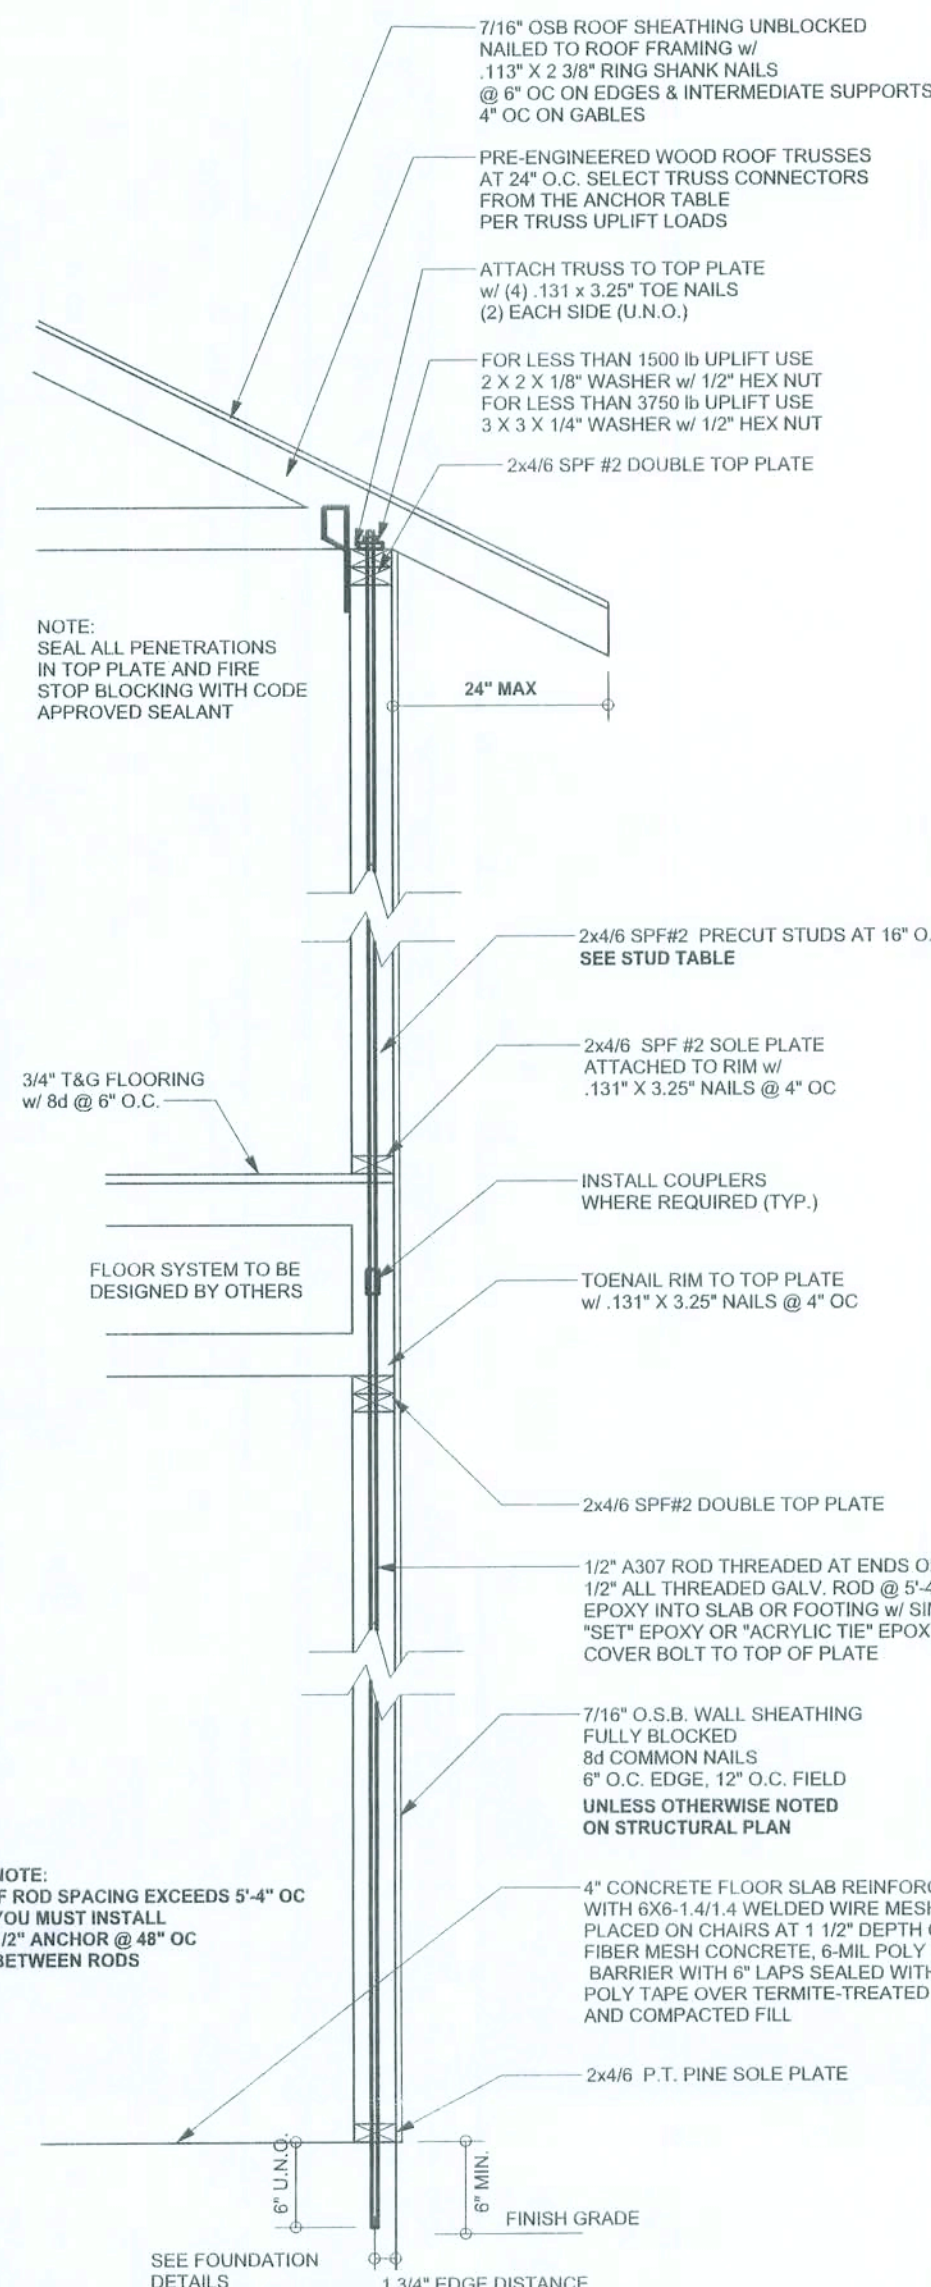 7/16" OSB ROOF SHEATHING UNBLOCKED
NAILED TO ROOF FRAMING w/
.113" X 2 3/8" RING SHANK NAILS
@ 6" OC ON EDGES & INTERMEDIATE SUPPORTS
4" OC ON GABLES
PRE-ENGINEERED WOOD ROOF TRUSSES
AT 24" O.C. SELECT TRUSS CONNECTORS
FROM THE ANCHOR TABLE
PER TRUSS UPLIFT LOADS
ATTACH TRUSS TO TOP PLATE
w/ (4) .131 x 3.25" TOE NAILS
(2) EACH SIDE (U.N.O.)
FOR LESS THAN 1500 lb UPLIFT USE
2 X 2 X 1/8" WASHER w/ 1/2" HEX NUT
FOR LESS THAN 3750 lb UPLIFT USE
3 X 3 X 1/4" WASHER w/ 1/2" HEX NUT
2x4/6 SPF #2 DOUBLE TOP PLATE
NOTE:
SEAL ALL PENETRATIONS
IN TOP PLATE AND FIRE
STOP BLOCKING WITH CODE
APPROVED SEALANT
24" MAX
2x4/6 SPF#2 PRECUT STUDS AT 16" O.
SEE STUD TABLE
2x4/6 SPF #2 SOLE PLATE
ATTACHED TO RIM w/
.131" X 3.25" NAILS @ 4" OC
3/4" T&G FLOORING
w/ 8d @ 6" O.C.
INSTALL COUPLERS
WHERE REQUIRED (TYP.)
FLOOR SYSTEM TO BE
DESIGNED BY OTHERS
TOENAIL RIM TO TOP PLATE
w/ .131" X 3.25" NAILS @ 4" OC
2x4/6 SPF#2 DOUBLE TOP PLATE
1/2" A307 ROD THREADED AT ENDS O
1/2" ALL THREADED GALV. ROD @ 5'-4
EPOXY INTO SLAB OR FOOTING w/ SI
"SET" EPOXY OR "ACRYLIC TIE" EPOX
COVER BOLT TO TOP OF PLATE
7/16" O.S.B. WALL SHEATHING
FULLY BLOCKED
8d COMMON NAILS
6" O.C. EDGE, 12" O.C. FIELD
UNLESS OTHERWISE NOTED
ON STRUCTURAL PLAN
NOTE:
F ROD SPACING EXCEEDS 5'-4" OC
YOU MUST INSTALL
/2" ANCHOR @ 48" OC
BETWEEN RODS
4" CONCRETE FLOOR SLAB REINFORC
WITH 6X6-1.4/1.4 WELDED WIRE MESH
PLACED ON CHAIRS AT 1 1/2" DEPTH
FIBER MESH CONCRETE, 6-MIL POLY
BARRIER WITH 6" LAPS SEALED WITH
POLY TAPE OVER TERMITE-TREATED
AND COMPACTED FILL
2x4/6 P.T. PINE SOLE PLATE
6" U.N.O.
6" MIN.
FINISH GRADE
SEE FOUNDATION
DETAILS
1 3/4" EDGE DISTANCE